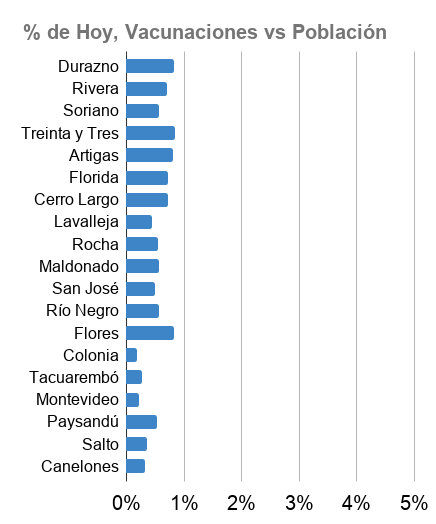 % de Hoy, Vacunaciones vs Población
Durazno
Rivera
Soriano
Treinta y Tres
Artigas
Florida
Cerro Largo
Lavalleja
Rocha
Maldonado
San José
Río Negro
Flores
Colonia
Tacuarembó
Montevideo
Paysandú
Salto
Canelones
0% 1% 2% 3% 4% 5%